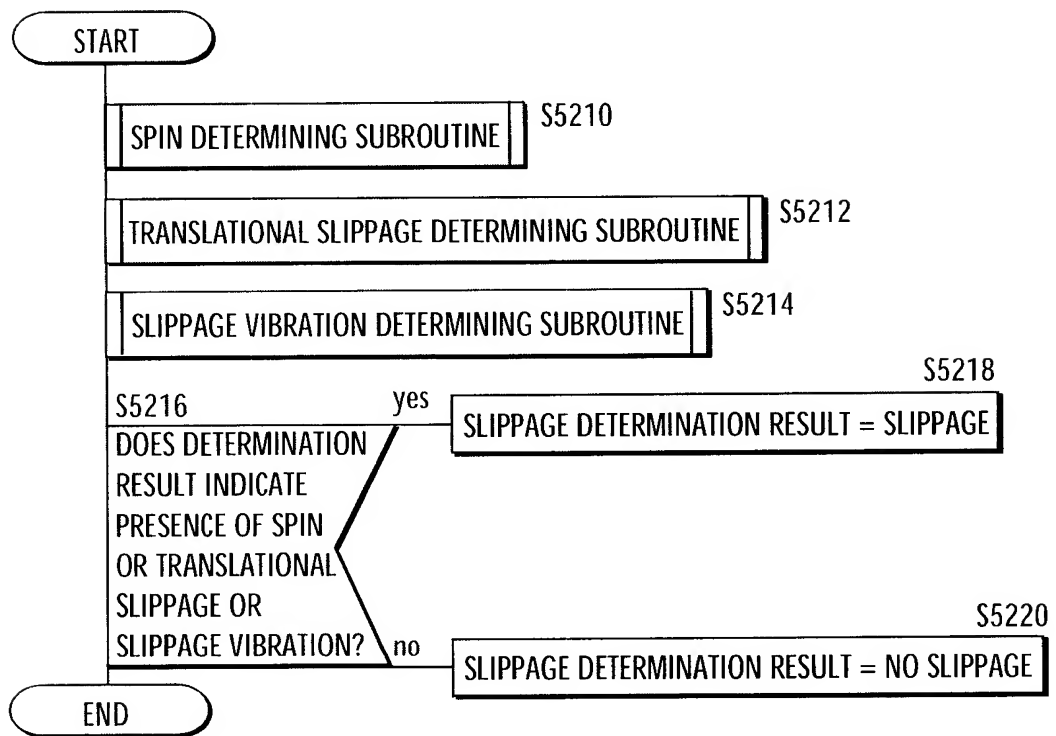 START
SPIN DETERMINING SUBROUTINE
S5210
TRANSLATIONAL SLIPPAGE DETERMINING SUBROUTINE
S5212
SLIPPAGE VIBRATION DETERMINING SUBROUTINE
S5214
S5216
yes
S5218
SLIPPAGE DETERMINATION RESULT = SLIPPAGE
DOES DETERMINATION
RESULT INDICATE
PRESENCE OF SPIN
OR TRANSLATIONAL
SLIPPAGE OR
SLIPPAGE VIBRATION?
no
S5220
SLIPPAGE DETERMINATION RESULT = NO SLIPPAGE
END